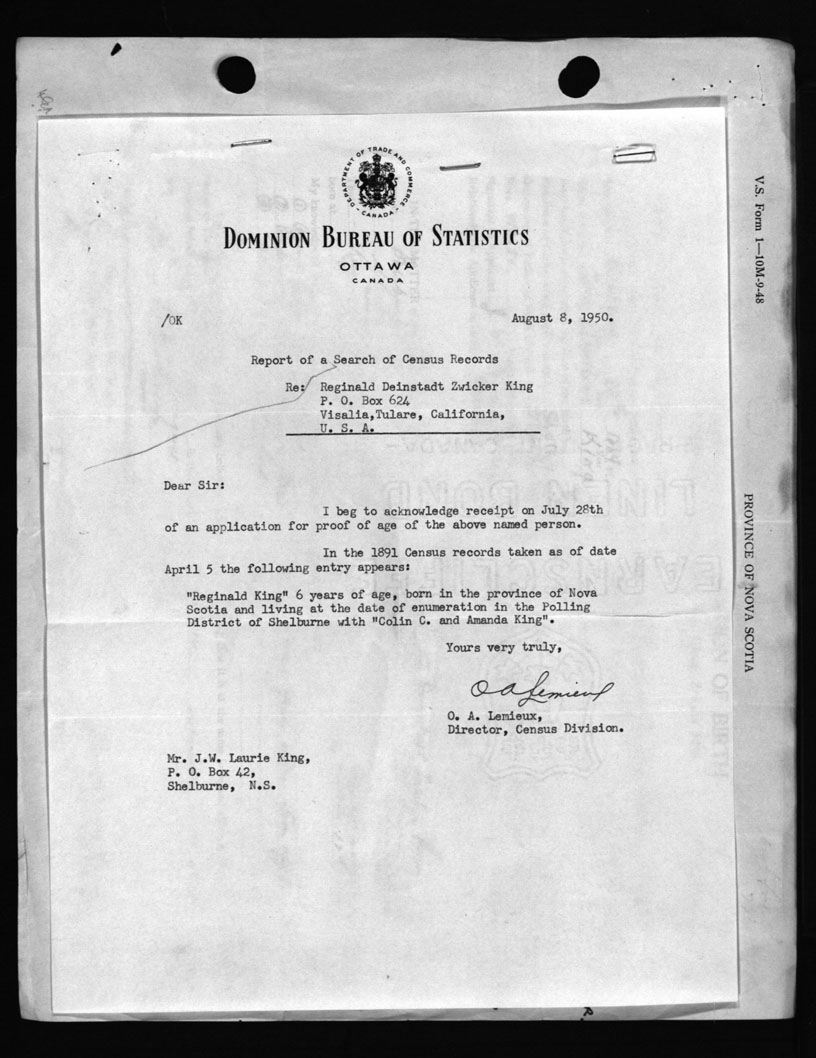 DEPARTMENT OF TRADE AND COMMERCE
- CANADA -
DOMINION BUREAU OF STATISTICS
OTTAWA
CANADA
/OK August 8, 1950.
Report of a Search of Census Records
Re: Reginald Deinstadt Zwicker King
P. O. Box 624
Visalia,Tulare, California,
U. S. A.
Dear Sir:
I beg to acknowledge receipt on July 28th
of an application for proof of age of the above named person.
In the 1891 Census records taken as of date
April 5 the following entry appears:
"Reginald King" 6 years of age, born in the province of Nova
Scotia and living at the date of enumeration in the Polling
District of Shelburne with "Colin C. and Amanda King".
Yours very truly,
O A Lemieux
O. A. Lemieux,
Director, Census Division.
Mr. J.W. Laurie King,
P. O. Box 42,
Shelburne, N.S.
V.S. Form 1—10M-9-48
PROVINCE OF NOVA SCOTIA